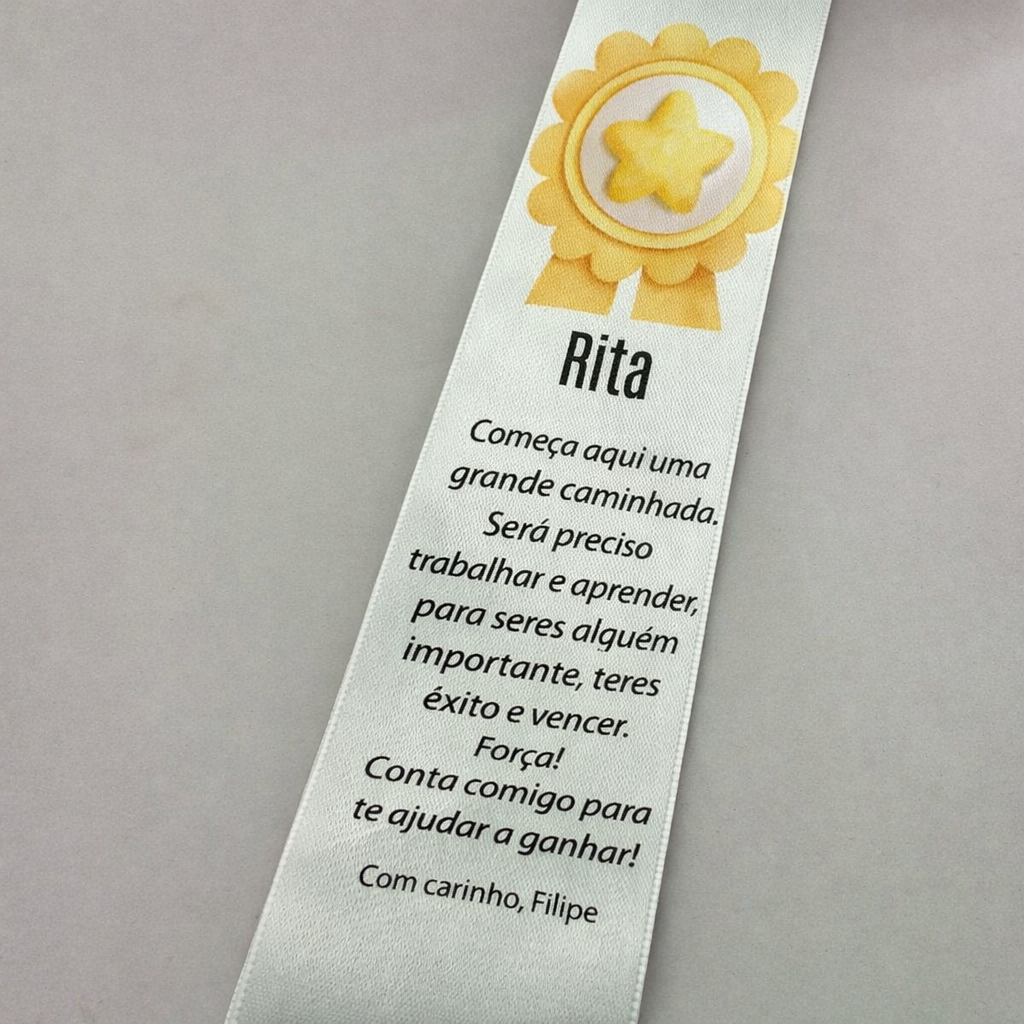 Rita
Começa aqui uma
grande caminhada.
Será preciso
trabalhar e aprender,
para seres alguém
importante, teres
éxito e vencer.
Força!
Conta comigo para
te ajudar a ganhar!
Com carinho, Filipe